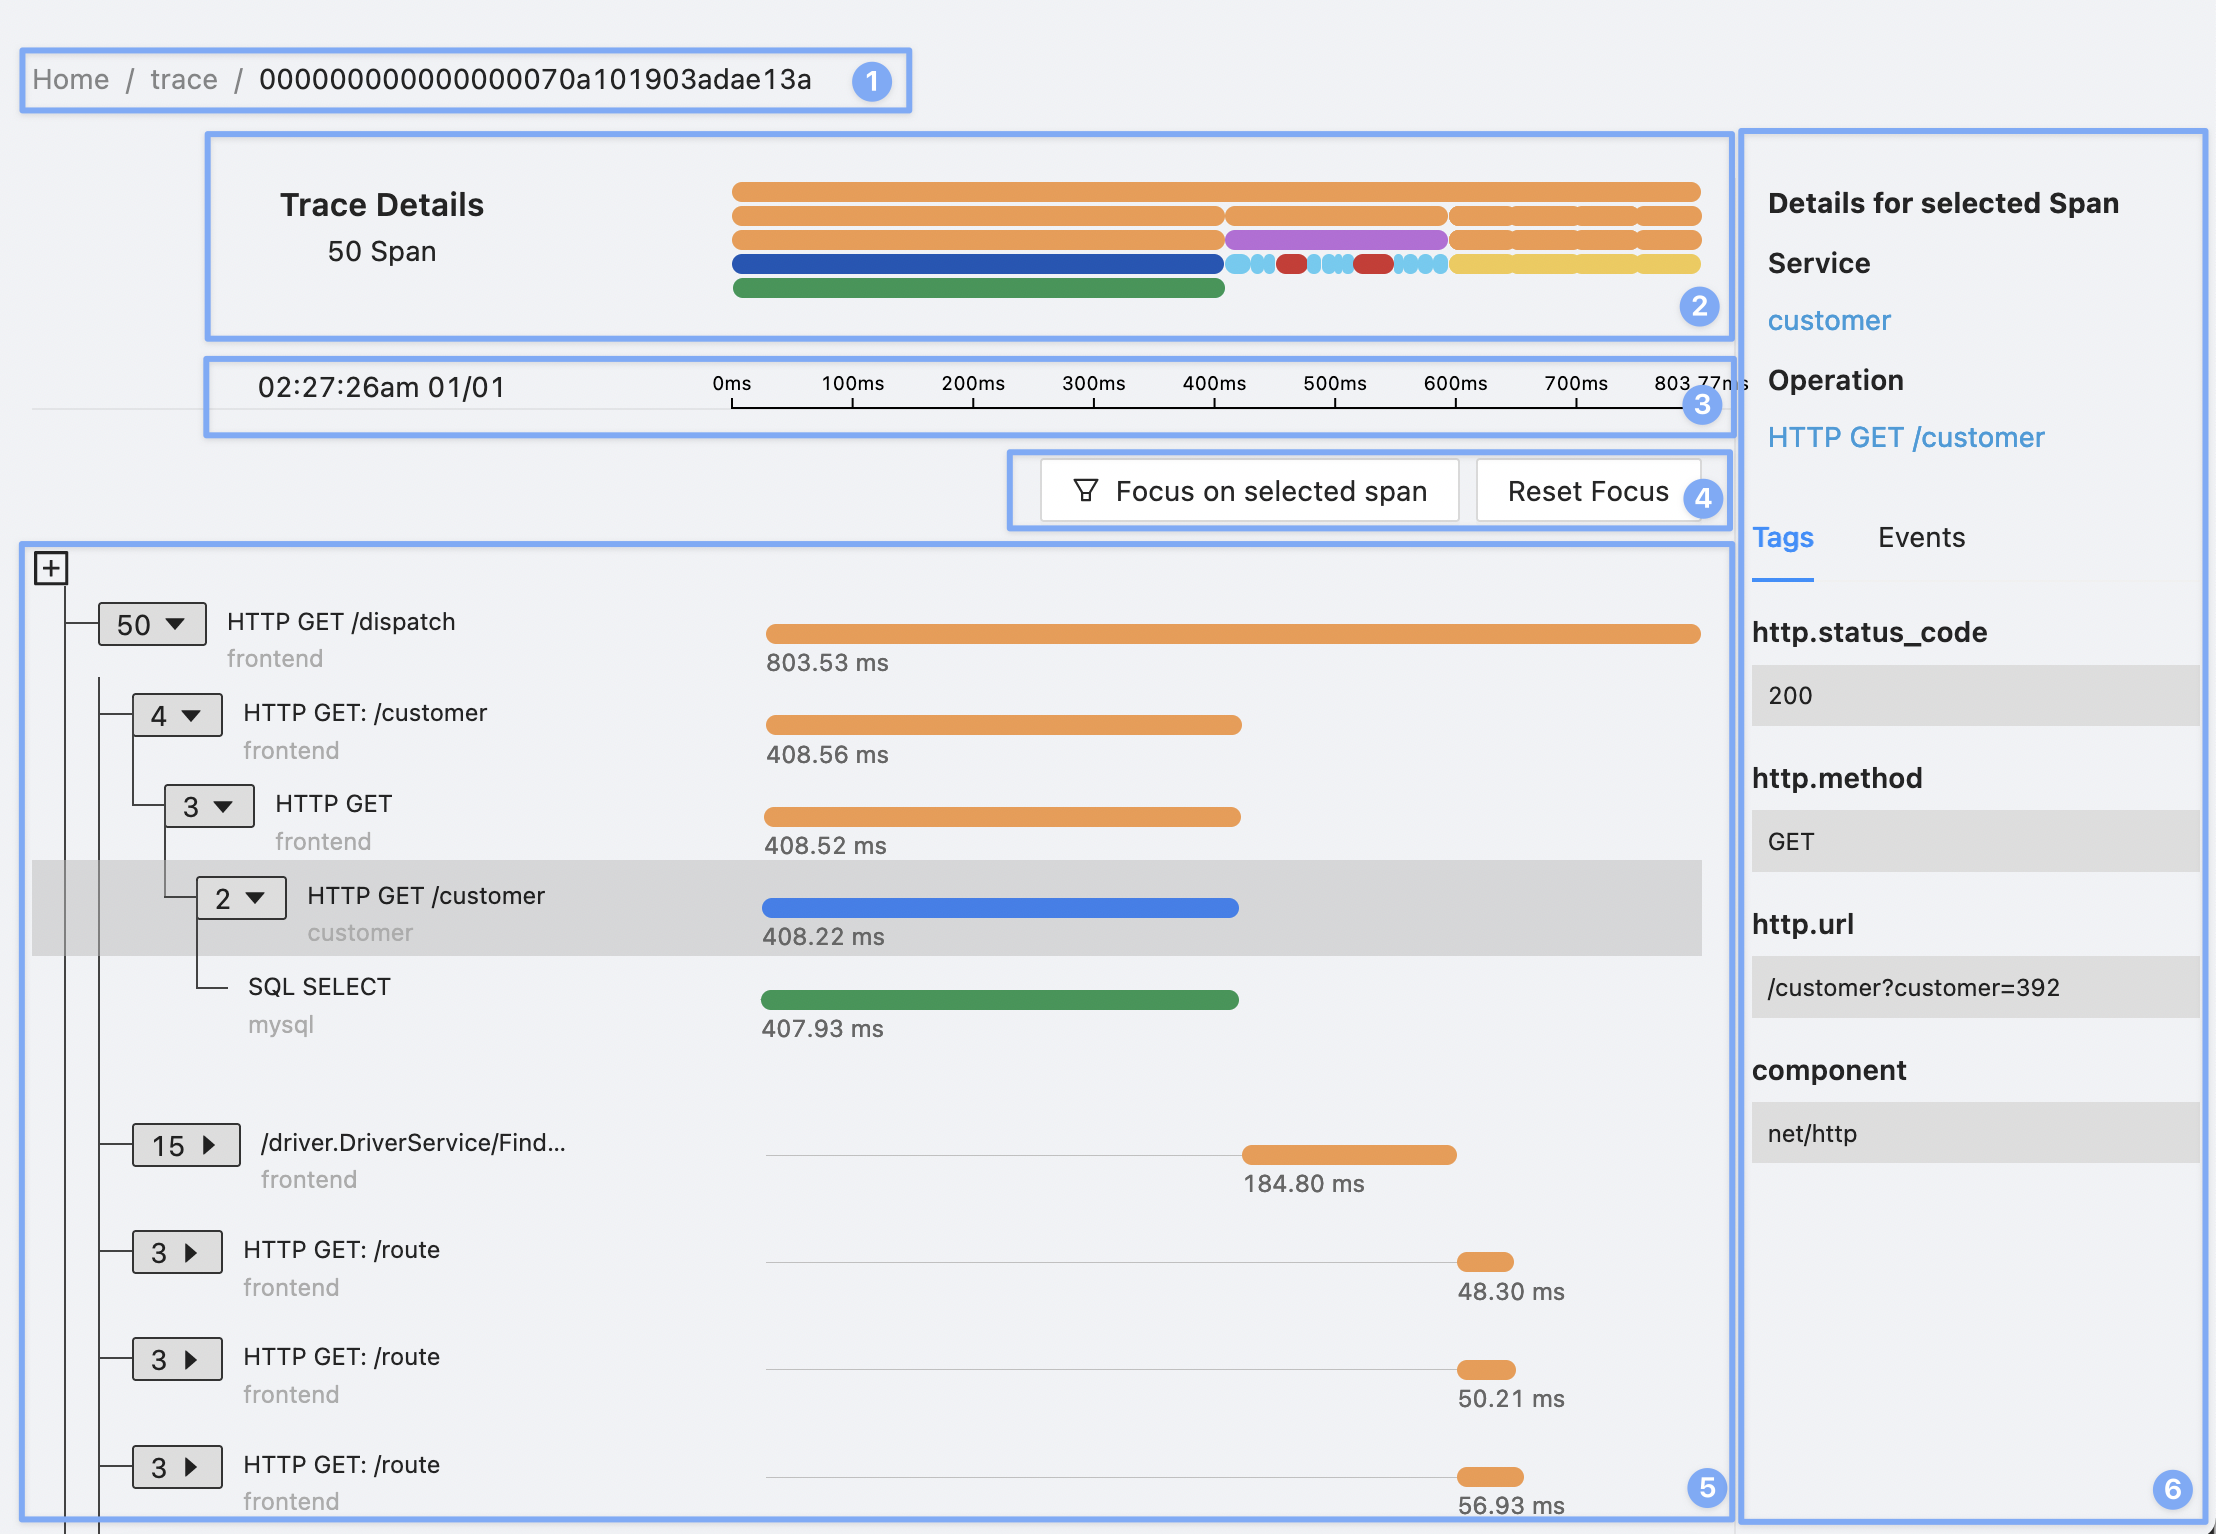 Home / trace / 000000000000000070a101903adae13a
1
Trace Details
50 Span
2
02:27:26am 01/01
0ms 100ms 200ms 300ms 400ms 500ms 600ms 700ms 803.77ms
3
Focus on selected span
Reset Focus
4
50
HTTP GET /dispatch
frontend
803.53 ms
4
HTTP GET: /customer
frontend
408.56 ms
3
HTTP GET
frontend
408.52 ms
2
HTTP GET /customer
customer
408.22 ms
SQL SELECT
mysql
407.93 ms
15
/driver.DriverService/Find...
frontend
184.80 ms
3
HTTP GET: /route
frontend
48.30 ms
3
HTTP GET: /route
frontend
50.21 ms
3
HTTP GET: /route
frontend
56.93 ms
5
Details for selected Span
Service
customer
Operation
HTTP GET /customer
Tags Events
http.status_code
200
http.method
GET
http.url
/customer?customer=392
component
net/http
6